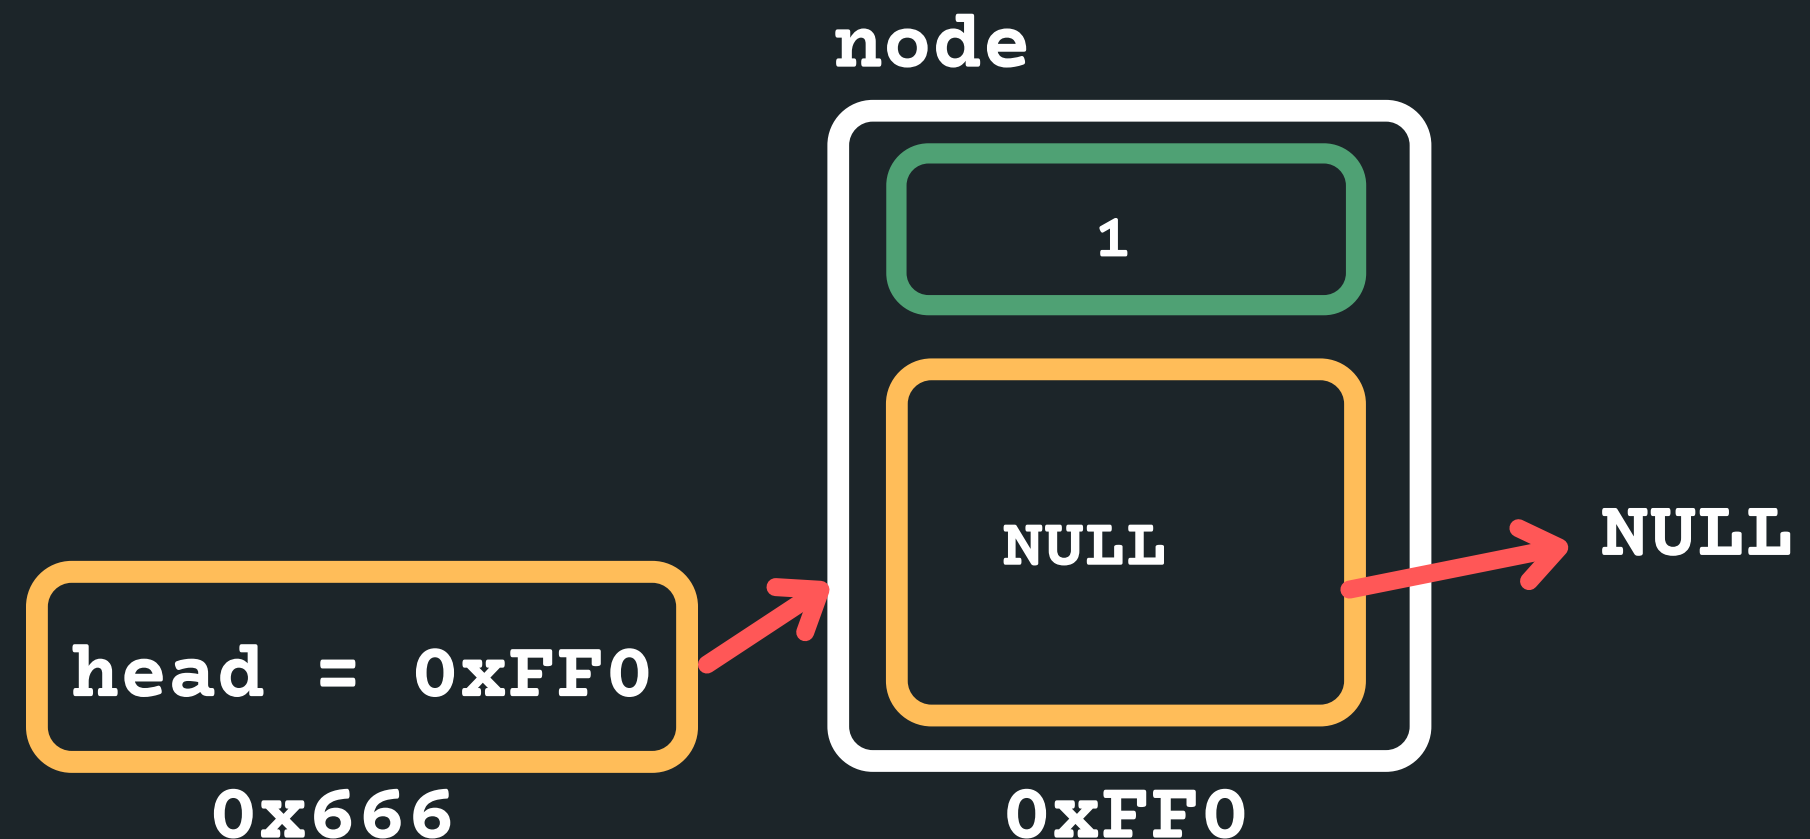 node
1
NULL
NULL
head = 0xFF0
0x666
0xFF0